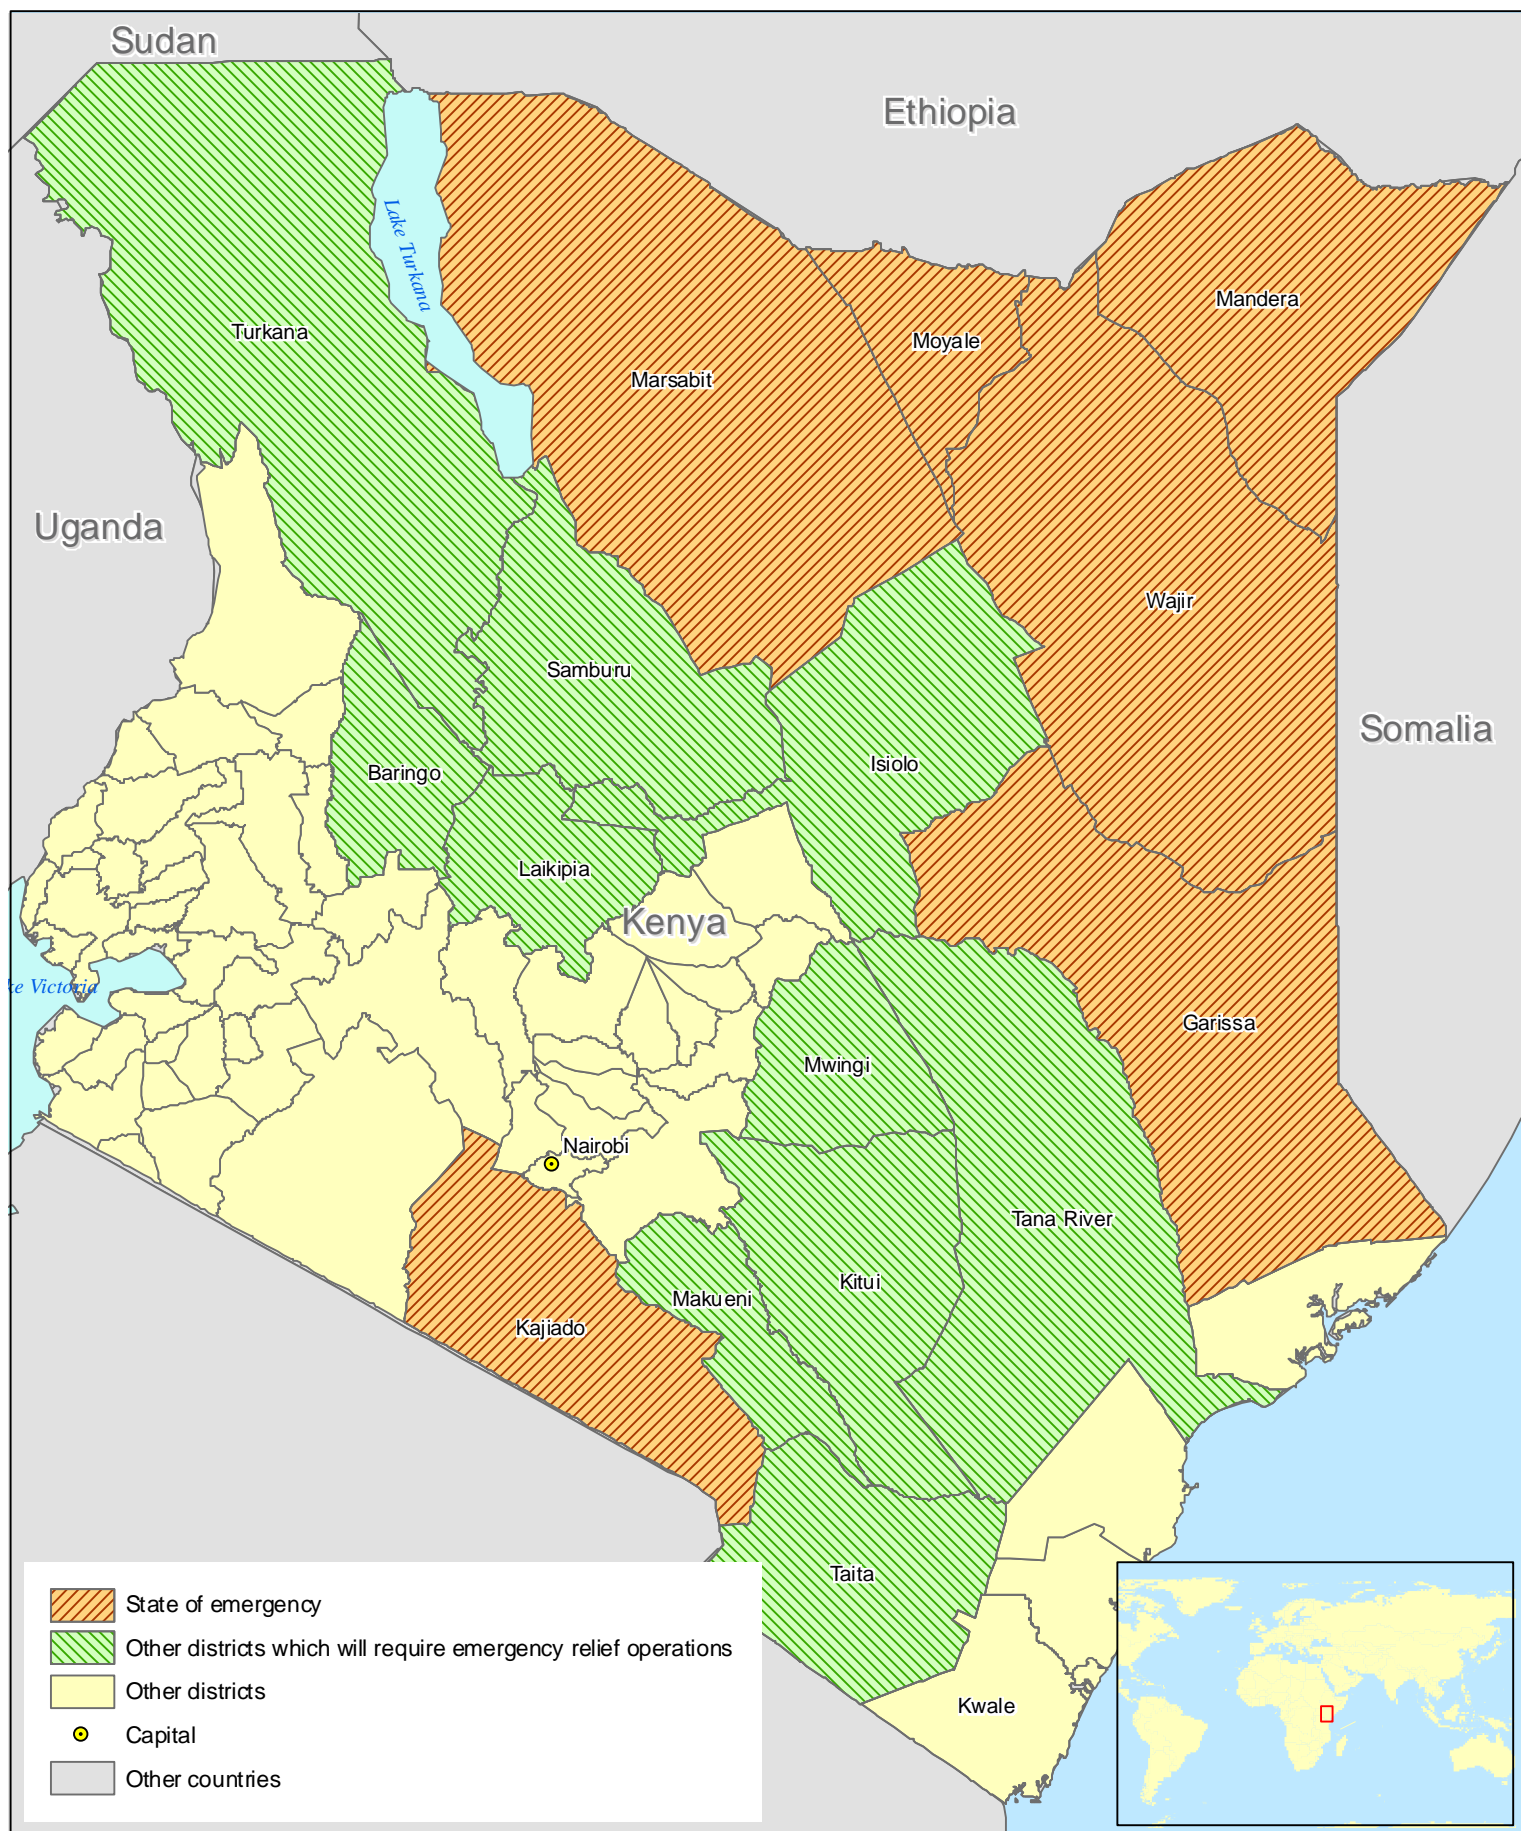 Sudan
Ethiopia
Lake Turkana
Mandera
Turkana
Moyale
Marsabit
Uganda
Wajir
Samburu
Somalia
Isiolo
Baringo
Laikipia
Kenya
ke Victoria
Garissa
Mwingi
Nairobi
Tana River
Kitui
Makueni
Kajiado
Taita
Kwale
State of emergency
Other districts which will require emergency relief operations
Other districts
Capital
Other countries